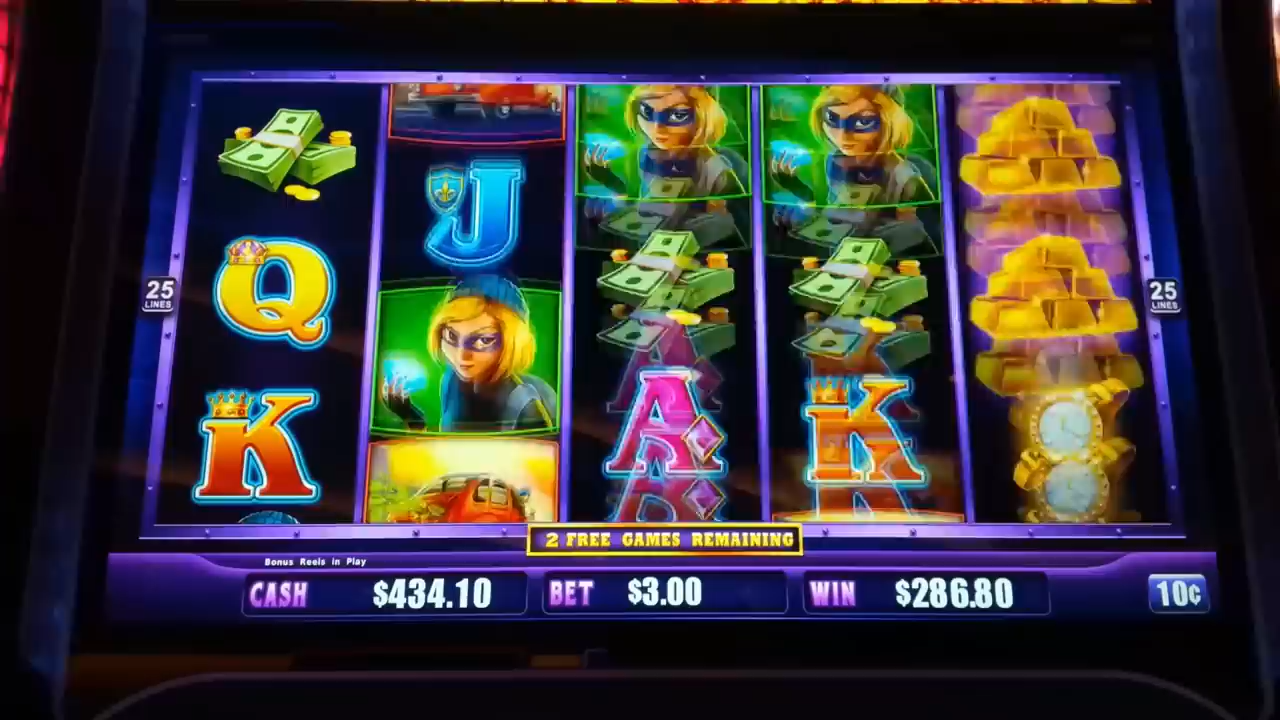 J
Q
25
LINES
25
LINES
A
K
K
2 FREE GAMES REMAINING
Bonus Reels in Play
CASH $434.10 BET $3.00 WIN $286.80 10¢